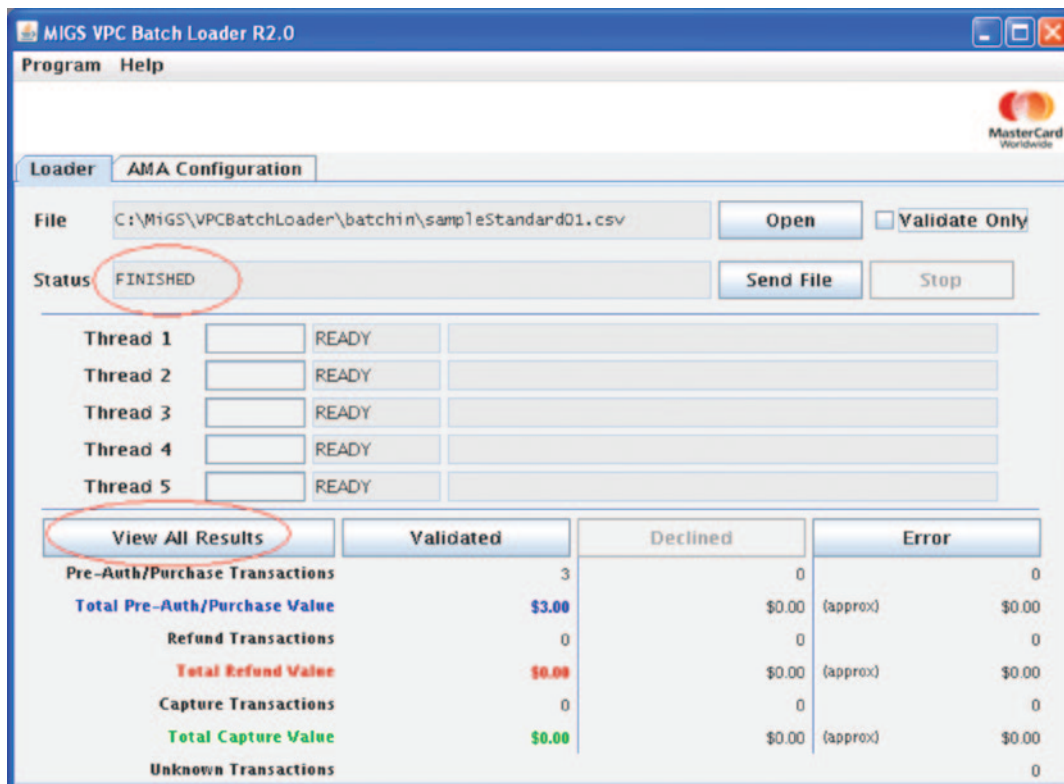 MIGS VPC Batch Loader R2.0
Program Help
MasterCard
Worldwide
Loader AMA Configuration
File C:\MiGS\VPCBatchLoader\batchin\sampleStandard01.csv Open Validate Only
Status FINISHED Send File Stop
Thread 1 READY
Thread 2 READY
Thread 3 READY
Thread 4 READY
Thread 5 READY
View All Results Validated Declined Error
Pre-Auth/Purchase Transactions 3 0 0
Total Pre-Auth/Purchase Value $3.00 $0.00 (approx) $0.00
Refund Transactions 0 0 0
Total Refund Value $0.00 $0.00 (approx) $0.00
Capture Transactions 0 0 0
Total Capture Value $0.00 $0.00 (approx) $0.00
Unknown Transactions 0